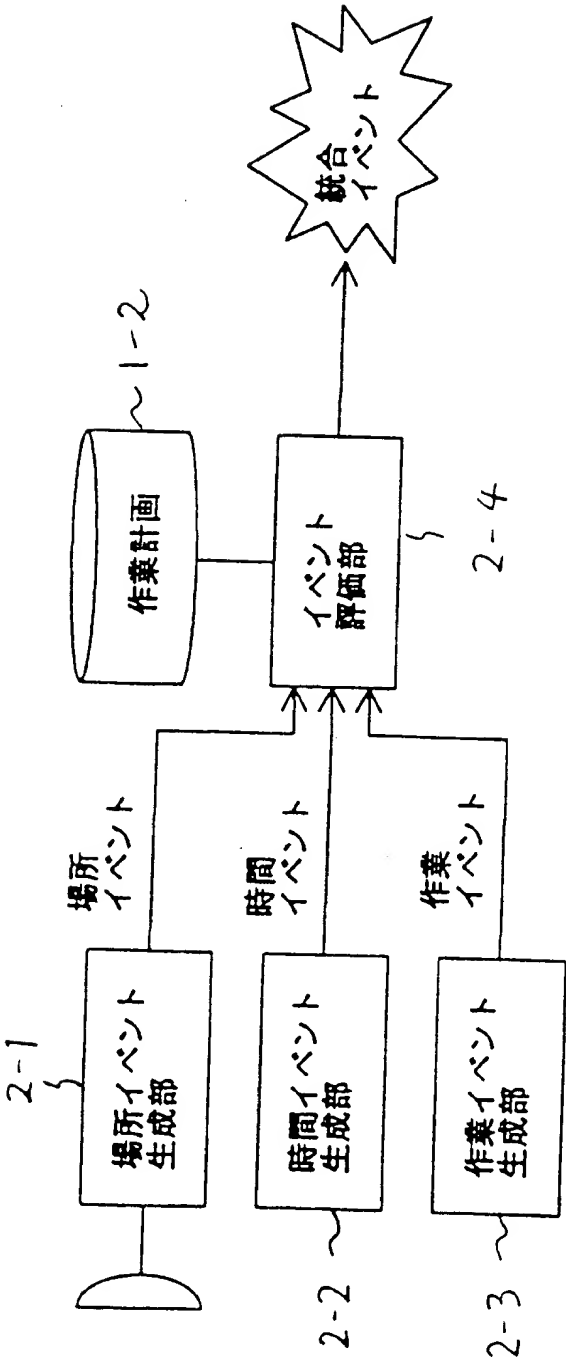 2-1
場所イベント
生成部
場所
イベント
2-2
時間イベント
生成部
時間
イベント
2-3
作業イベント
生成部
作業
イベント
作業計画
1-2
イベント
評価部
2-4
統合
イベント